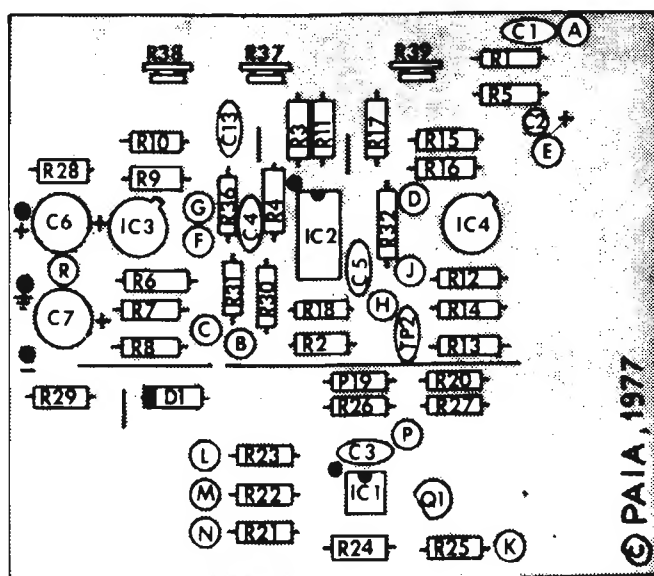 C1 A
R38 R37 R39 R1
R5
C2 +
E
C13 R3 R11 R17
R10 R15
R28 R9 R16
G R36 C4 R4 D
C6 + IC3 F IC2 R32 IC4
+
R R6 C5 J R12
R31 R30 H
C7 + R7 R18 R14
C B TP2
R8 R2 R13
−
P19 R20
R29 D1 R26 R27
P
L R23 C3
M R22 IC1 Q1
N R21
R24 R25 K
© PAIA, 1977